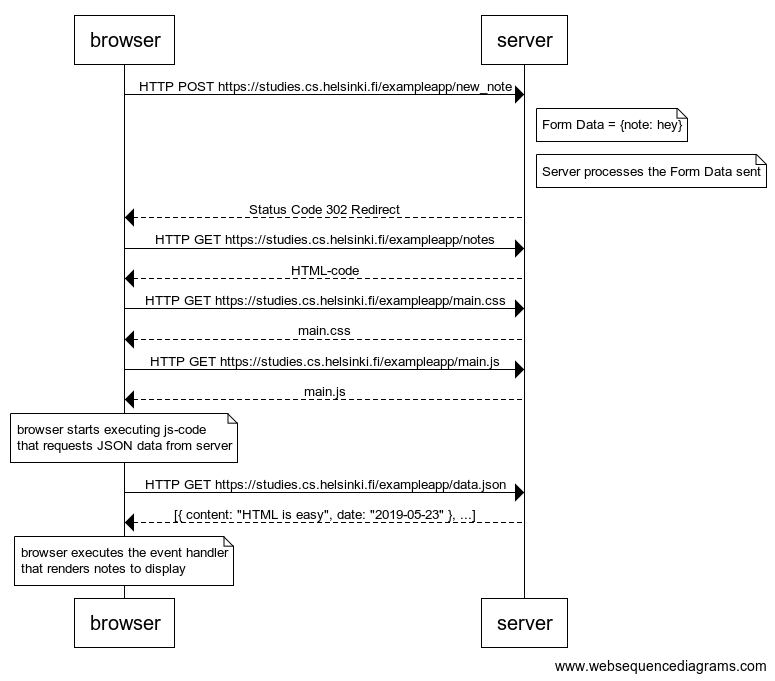 browser
server
HTTP POST https://studies.cs.helsinki.fi/exampleapp/new_note
Form Data = {note: hey}
Server processes the Form Data sent
Status Code 302 Redirect
HTTP GET https://studies.cs.helsinki.fi/exampleapp/notes
HTML-code
HTTP GET https://studies.cs.helsinki.fi/exampleapp/main.css
main.css
HTTP GET https://studies.cs.helsinki.fi/exampleapp/main.js
main.js
browser starts executing js-code
that requests JSON data from server
HTTP GET https://studies.cs.helsinki.fi/exampleapp/data.json
[{ content: "HTML is easy", date: "2019-05-23" }, ...]
browser executes the event handler
that renders notes to display
browser
server
www.websequencediagrams.com